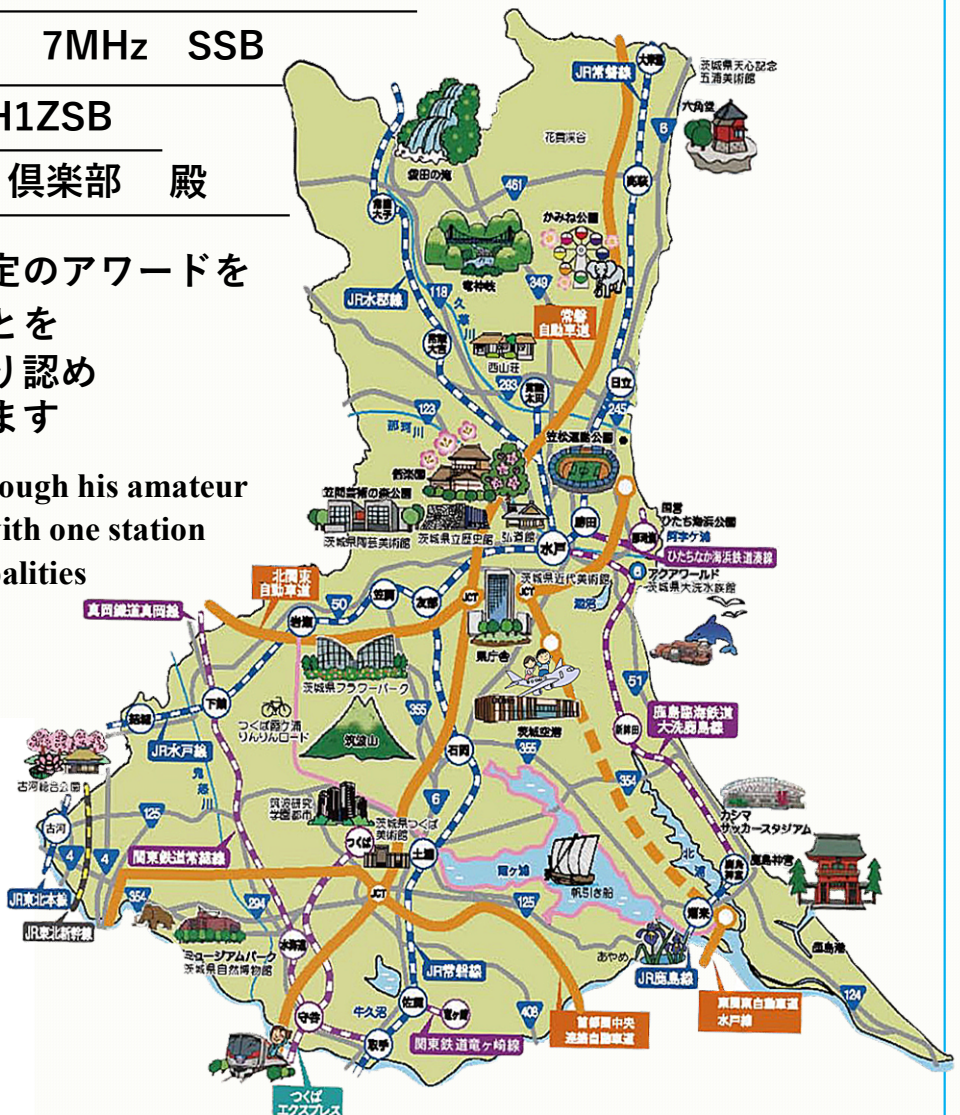 7MHz SSB
H1ZSB
倶楽部 殿
定のアワードを
とを
り認め
ます
ough his amateur
with one station
palities
大津港
JR常磐線
茨城県天心記念
五浦美術館
六角堂
6
花貫渓谷
袋田の滝
461
高萩
常陸
大子
かみね公園
竜神峡
349
118
久慈川
JR水郡線
常磐
自動車道
常陸
大宮
西山荘
293
常陸
太田
日立
245
123
那珂川
笠松運動公園
偕楽園
笠間芸術の森公園
茨城県陶芸美術館
茨城県立歴史館
弘道館
勝田
水戸
国営
ひたち海浜公園
阿字ケ浦
那珂湊
ひたちなか海浜鉄道湊線
6
アクアワールド
茨城県大洗水族館
茨城県近代美術館
涸沼
北関東
自動車道
50
笠間
友部
JCT
JCT
岩瀬
真岡鐵道真岡線
県庁舎
茨城県フラワーパーク
下館
結城
つくば霞ケ浦
りんりんロード
筑波山
355
茨城空港
51
鹿島臨海鉄道
大洗鹿島線
新鉾田
JR水戸線
鬼怒川
石岡
355
354
古河総合公園
125
筑波研究
学園都市
6
茨城県つくば
美術館
つくば
土浦
カシマ
サッカースタジアム
古河
4
4
関東鉄道常総線
霞ケ浦
帆引き船
北浦
鹿島
神宮
鹿島神宮
JR東北本線
354
JCT
125
潮来
JR東北新幹線
294
ミュージアムパーク
茨城県自然博物館
水海道
あやめ
JR鹿島線
鹿島港
JR常磐線
牛久沼
佐貫
竜ヶ崎
408
124
守谷
取手
関東鉄道竜ヶ崎線
首都圏中央
連絡自動車道
東関東自動車道
水戸線
つくば
エクスプレス